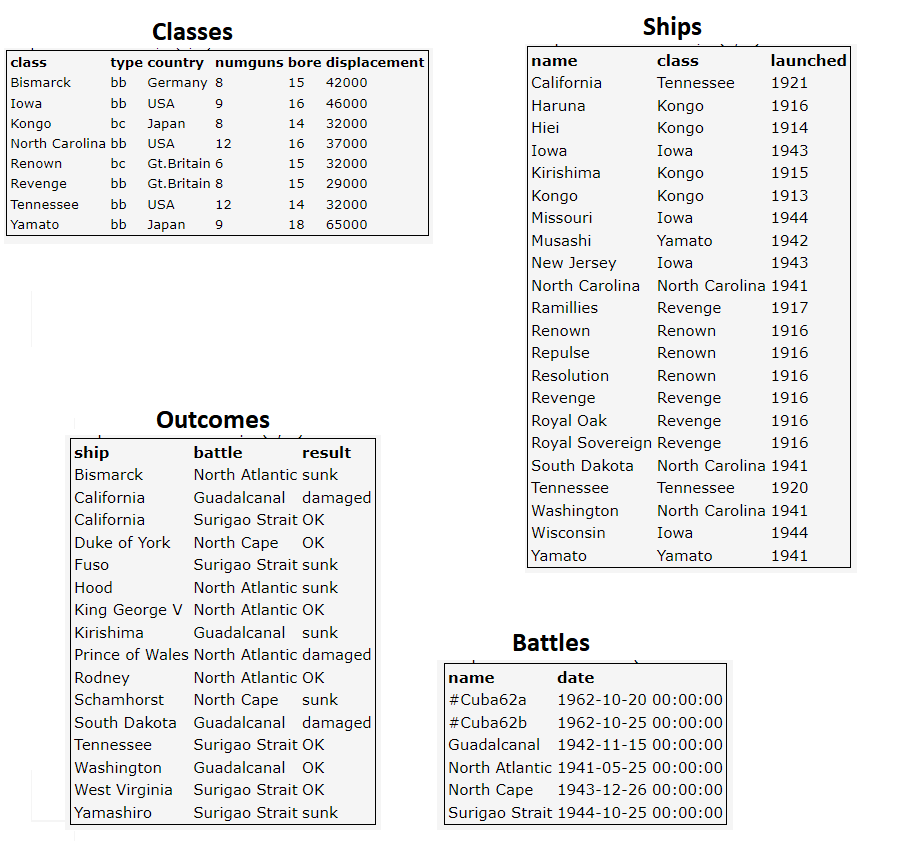 Classes
class type country numguns bore displacement
Bismarck bb Germany 8 15 42000
Iowa bb USA 9 16 46000
Kongo bc Japan 8 14 32000
North Carolina bb USA 12 16 37000
Renown bc Gt.Britain 6 15 32000
Revenge bb Gt.Britain 8 15 29000
Tennessee bb USA 12 14 32000
Yamato bb Japan 9 18 65000
Ships
name class launched
California Tennessee 1921
Haruna Kongo 1916
Hiei Kongo 1914
Iowa Iowa 1943
Kirishima Kongo 1915
Kongo Kongo 1913
Missouri Iowa 1944
Musashi Yamato 1942
New Jersey Iowa 1943
North Carolina North Carolina 1941
Ramillies Revenge 1917
Renown Renown 1916
Repulse Renown 1916
Resolution Renown 1916
Revenge Revenge 1916
Royal Oak Revenge 1916
Royal Sovereign Revenge 1916
South Dakota North Carolina 1941
Tennessee Tennessee 1920
Washington North Carolina 1941
Wisconsin Iowa 1944
Yamato Yamato 1941
Outcomes
ship battle result
Bismarck North Atlantic sunk
California Guadalcanal damaged
California Surigao Strait OK
Duke of York North Cape OK
Fuso Surigao Strait sunk
Hood North Atlantic sunk
King George V North Atlantic OK
Kirishima Guadalcanal sunk
Prince of Wales North Atlantic damaged
Rodney North Atlantic OK
Schamhorst North Cape sunk
South Dakota Guadalcanal damaged
Tennessee Surigao Strait OK
Washington Guadalcanal OK
West Virginia Surigao Strait OK
Yamashiro Surigao Strait sunk
Battles
name date
#Cuba62a 1962-10-20 00:00:00
#Cuba62b 1962-10-25 00:00:00
Guadalcanal 1942-11-15 00:00:00
North Atlantic 1941-05-25 00:00:00
North Cape 1943-12-26 00:00:00
Surigao Strait 1944-10-25 00:00:00